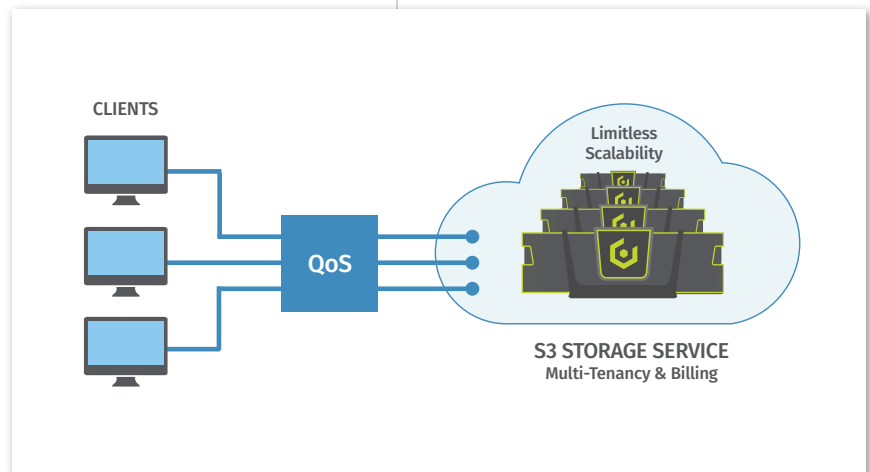 CLIENTS
Limitless
Scalability
QoS
S3 STORAGE SERVICE
Multi-Tenancy & Billing